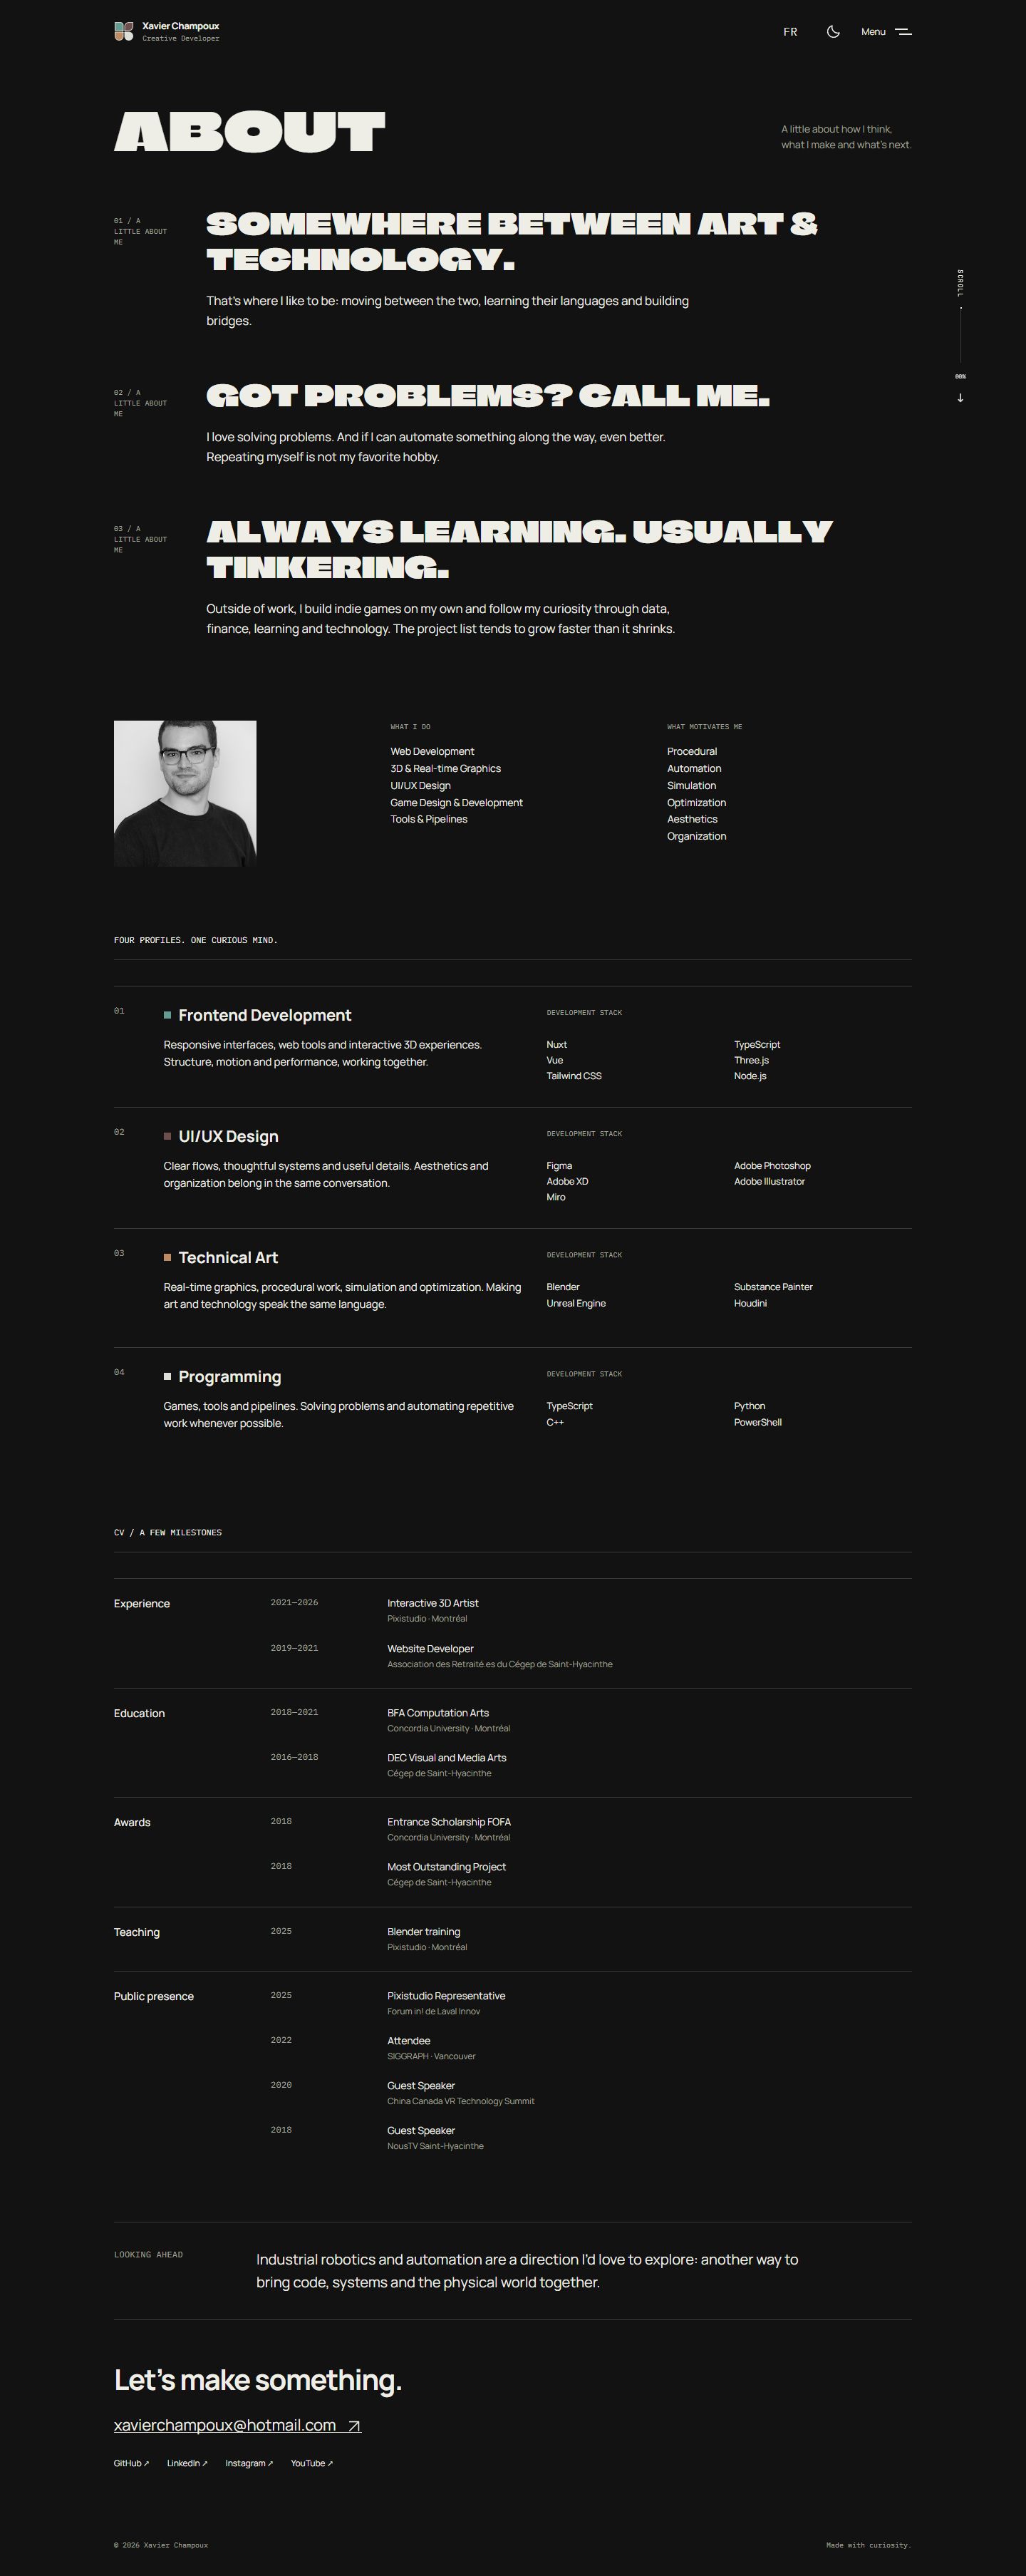 Xavier Champoux
Creative Developer
FR
Menu
ABOUT
A little about how I think,
what I make and what's next.
01 / A
LITTLE ABOUT
ME
SOMEWHERE BETWEEN ART &
TECHNOLOGY.
That's where I like to be: moving between the two, learning their languages and building
bridges.
SCROLL
00%
02 / A
LITTLE ABOUT
ME
GOT PROBLEMS? CALL ME.
I love solving problems. And if I can automate something along the way, even better.
Repeating myself is not my favorite hobby.
03 / A
LITTLE ABOUT
ME
ALWAYS LEARNING. USUALLY
TINKERING.
Outside of work, I build indie games on my own and follow my curiosity through data,
finance, learning and technology. The project list tends to grow faster than it shrinks.
WHAT I DO
Web Development
3D & Real-time Graphics
UI/UX Design
Game Design & Development
Tools & Pipelines
WHAT MOTIVATES ME
Procedural
Automation
Simulation
Optimization
Aesthetics
Organization
FOUR PROFILES. ONE CURIOUS MIND.
01
Frontend Development
Responsive interfaces, web tools and interactive 3D experiences.
Structure, motion and performance, working together.
DEVELOPMENT STACK
Nuxt
Vue
Tailwind CSS
TypeScript
Three.js
Node.js
02
UI/UX Design
Clear flows, thoughtful systems and useful details. Aesthetics and
organization belong in the same conversation.
DEVELOPMENT STACK
Figma
Adobe XD
Miro
Adobe Photoshop
Adobe Illustrator
03
Technical Art
Real-time graphics, procedural work, simulation and optimization. Making
art and technology speak the same language.
DEVELOPMENT STACK
Blender
Unreal Engine
Substance Painter
Houdini
04
Programming
Games, tools and pipelines. Solving problems and automating repetitive
work whenever possible.
DEVELOPMENT STACK
TypeScript
C++
Python
PowerShell
CV / A FEW MILESTONES
Experience
2021—2026
Interactive 3D Artist
Pixistudio · Montréal
2019—2021
Website Developer
Association des Retraité.es du Cégep de Saint-Hyacinthe
Education
2018—2021
BFA Computation Arts
Concordia University · Montréal
2016—2018
DEC Visual and Media Arts
Cégep de Saint-Hyacinthe
Awards
2018
Entrance Scholarship FOFA
Concordia University · Montréal
2018
Most Outstanding Project
Cégep de Saint-Hyacinthe
Teaching
2025
Blender training
Pixistudio · Montréal
Public presence
2025
Pixistudio Representative
Forum in! de Laval Innov
2022
Attendee
SIGGRAPH · Vancouver
2020
Guest Speaker
China Canada VR Technology Summit
2018
Guest Speaker
NousTV Saint-Hyacinthe
LOOKING AHEAD
Industrial robotics and automation are a direction I'd love to explore: another way to
bring code, systems and the physical world together.
Let's make something.
xavierchampoux@hotmail.com
GitHub ↗
LinkedIn ↗
Instagram ↗
YouTube ↗
© 2026 Xavier Champoux
Made with curiosity.